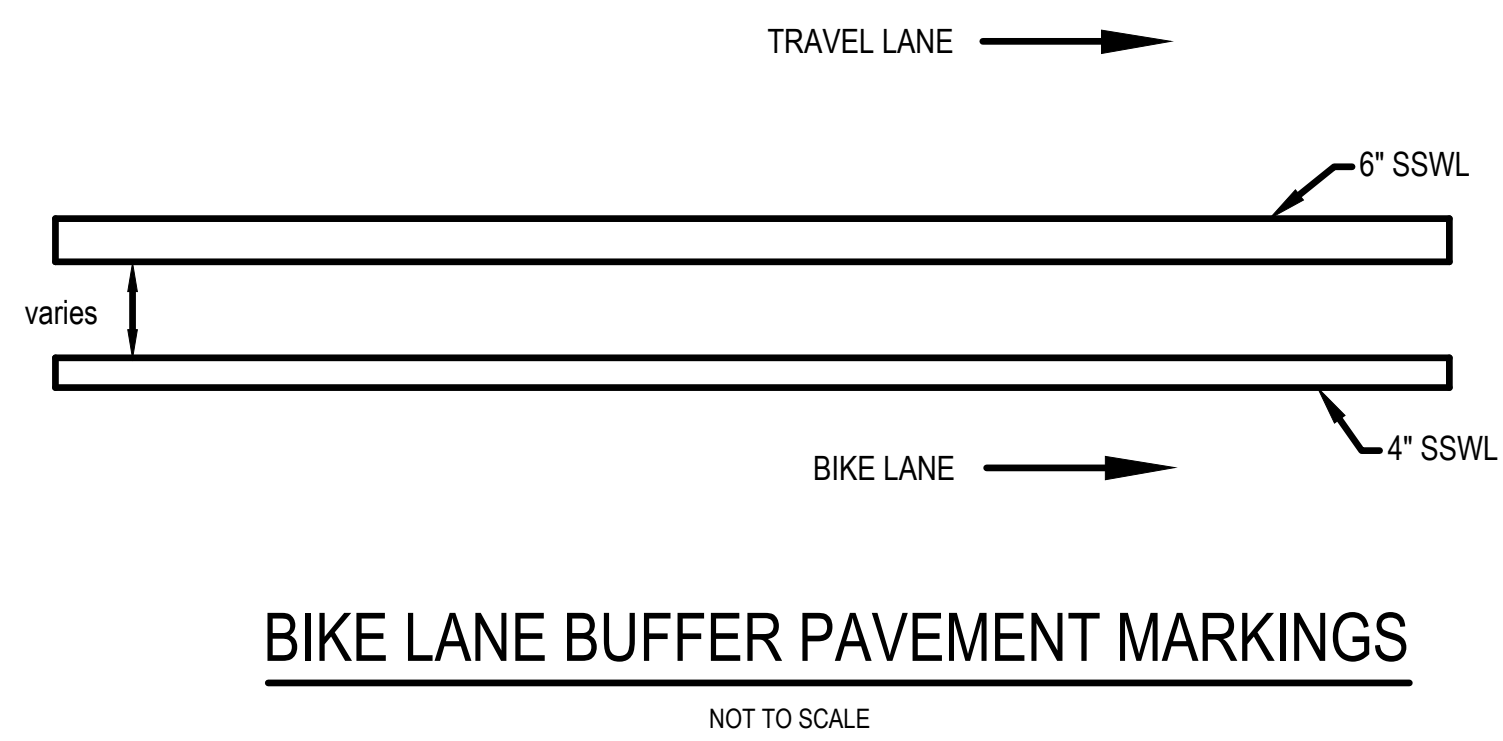 TRAVEL LANE
6" SSWL
varies
4" SSWL
BIKE LANE
BIKE LANE BUFFER PAVEMENT MARKINGS
NOT TO SCALE